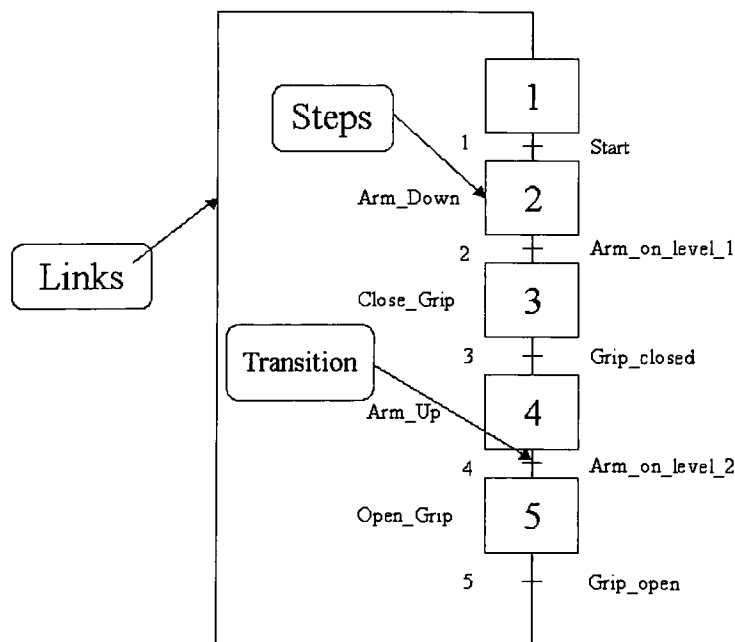 1
Steps
1 Start
Arm_Down 2
Links
2 Arm_on_level_1
Close_Grip 3
Transition
3 Grip_closed
Arm_Up 4
4 Arm_on_level_2
Open_Grip 5
5 Grip_open